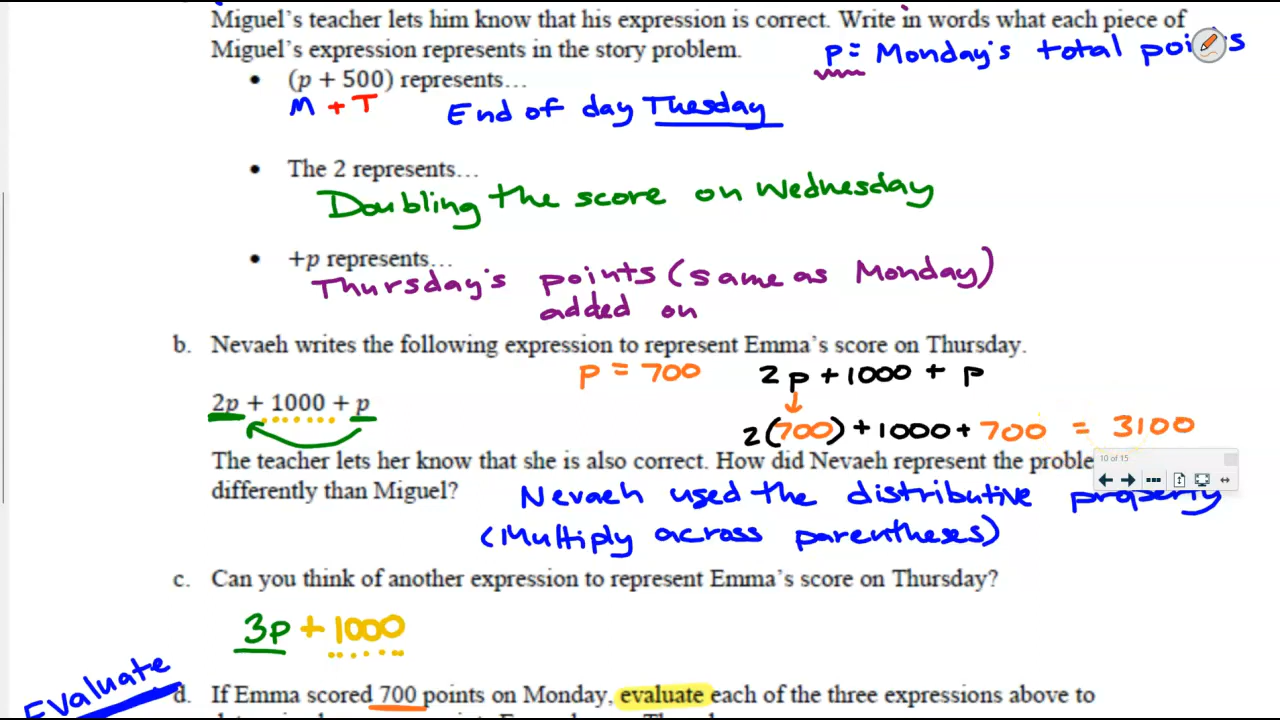 Miguel's teacher lets him know that his expression is correct. Write in words what each piece of
Miguel's expression represents in the story problem.
p = Monday's total points
• (p + 500) represents…
M + T
End of day Tuesday
• The 2 represents…
Doubling the score on Wednesday
• +p represents…
Thursday's points (same as Monday)
added on
b. Nevaeh writes the following expression to represent Emma's score on Thursday.
p = 700
2p + 1000 + p
2p + 1000 + p
2(700) + 1000 + 700 = 3100
The teacher lets her know that she is also correct. How did Nevaeh represent the
10 of 15
differently than Miguel?
Nevaeh used the distributive property
(Multiply across parentheses)
c. Can you think of another expression to represent Emma's score on Thursday?
3p + 1000
Evaluate
d. If Emma scored 700 points on Monday, evaluate each of the three expressions above to